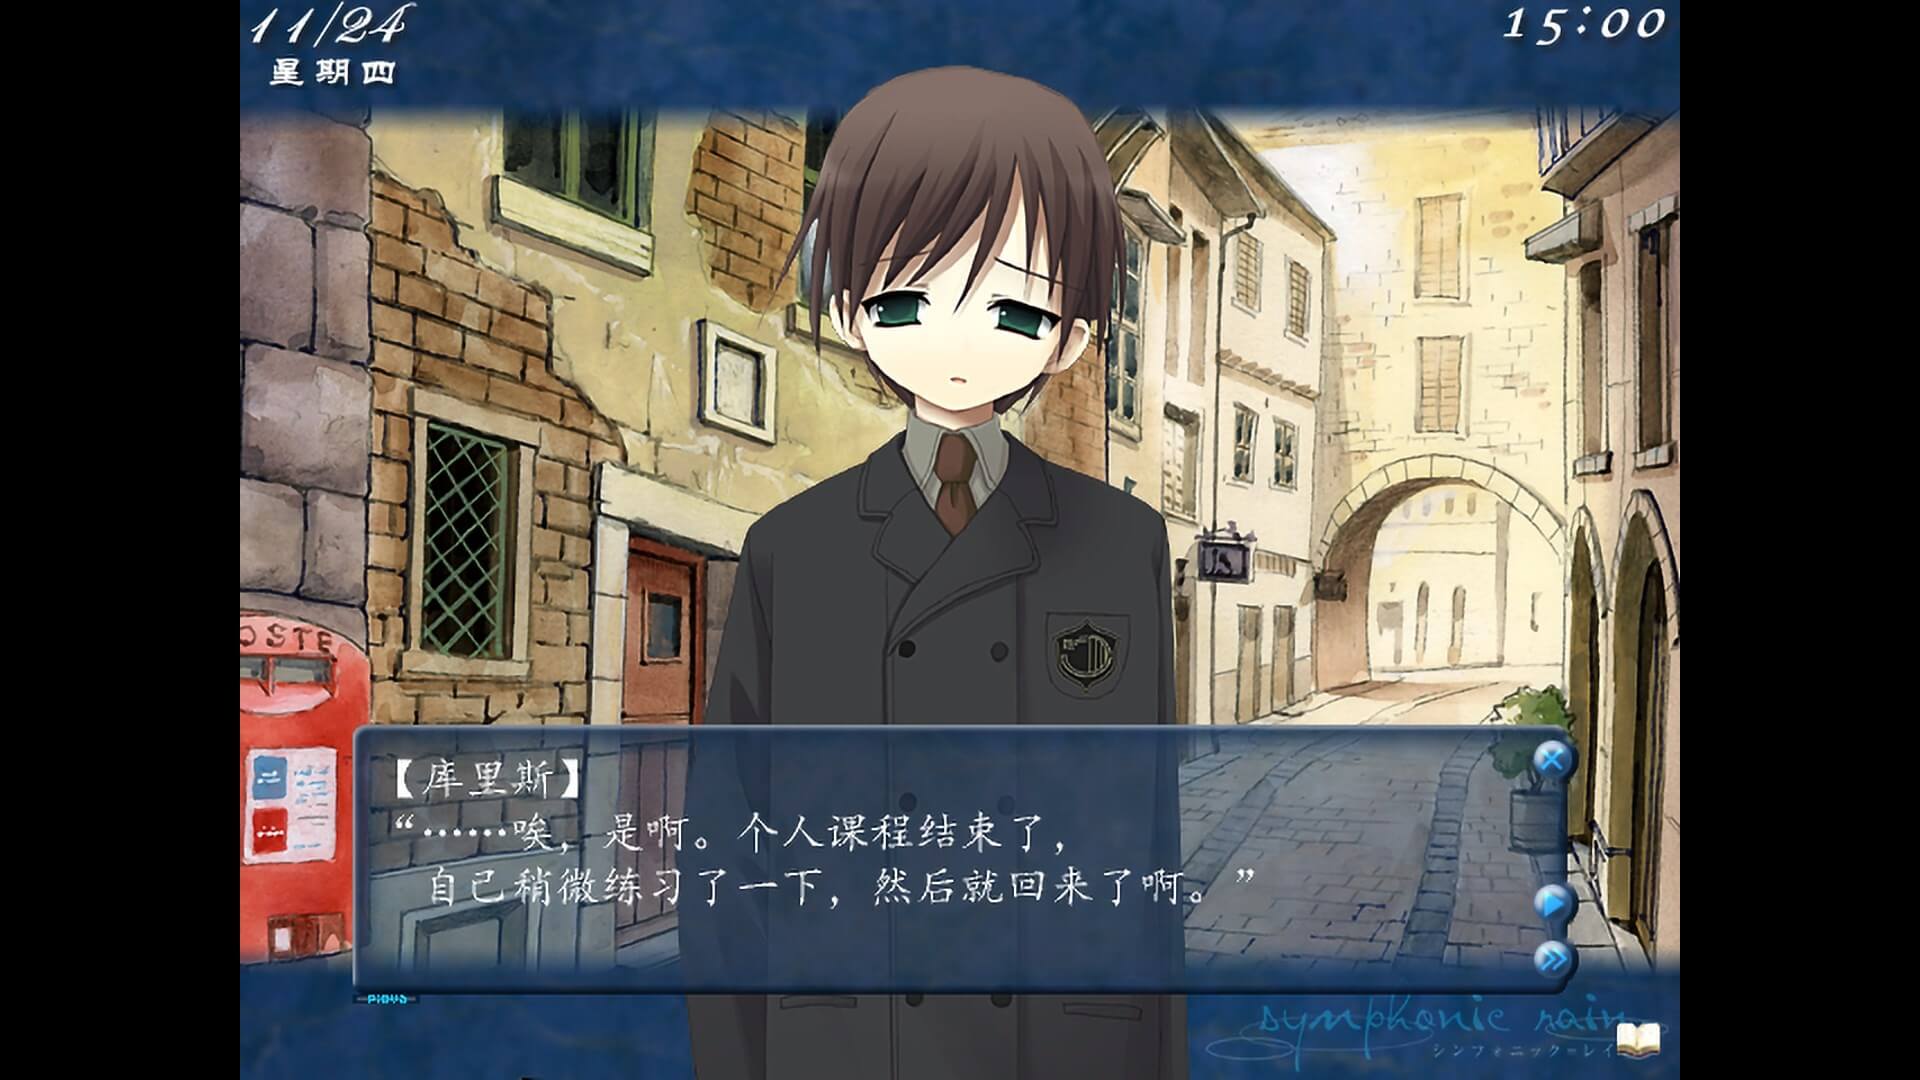 11/24
15:00
星期四
OSTE
【库里斯】
“……唉，是啊。个人课程结束了，
自己稍微练习了一下，然后就回来了啊。”
symphonic rain
シンフォニック=レイ